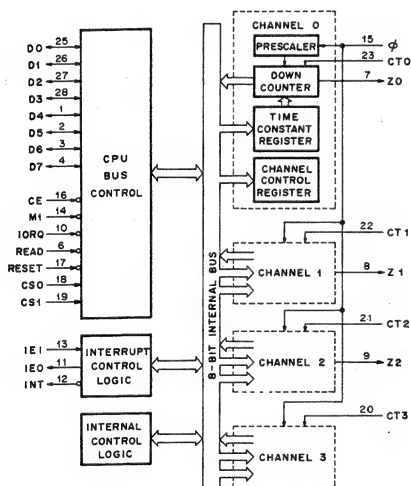 CHANNEL 0
D0 25
D1 26
D2 27
D3 28
D4 1
D5 2
D6 3
D7 4
CE 16
M1 14
IORQ 10
READ 6
RESET 17
CS0 18
CS1 19
CPU
BUS
CONTROL
IEI 13
IEO 11
INT 12
INTERRUPT
CONTROL
LOGIC
INTERNAL
CONTROL
LOGIC
8-BIT INTERNAL BUS
PRESCALER
DOWN
COUNTER
TIME
CONSTANT
REGISTER
CHANNEL
CONTROL
REGISTER
15 ϕ
23 CT0
7 Z0
22 CT1
CHANNEL 1
8 Z1
21 CT2
CHANNEL 2
9 Z2
20 CT3
CHANNEL 3